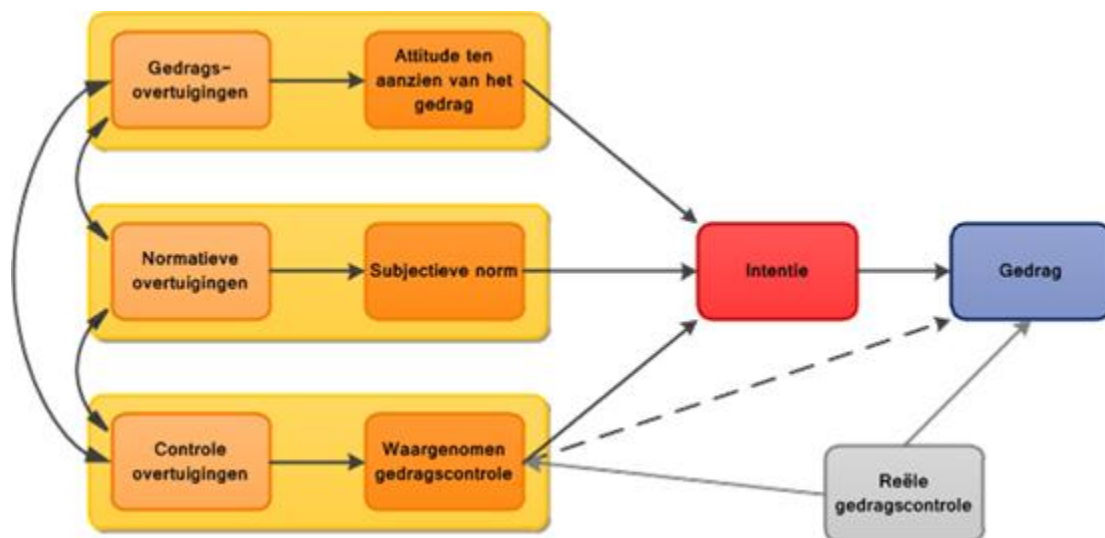 Gedrags-
overtuigingen
Attitude ten
aanzien van het
gedrag
Normatieve
overtuigingen
Subjectieve norm
Intentie
Gedrag
Controle
overtuigingen
Waargenomen
gedragscontrole
Reële
gedragscontrole